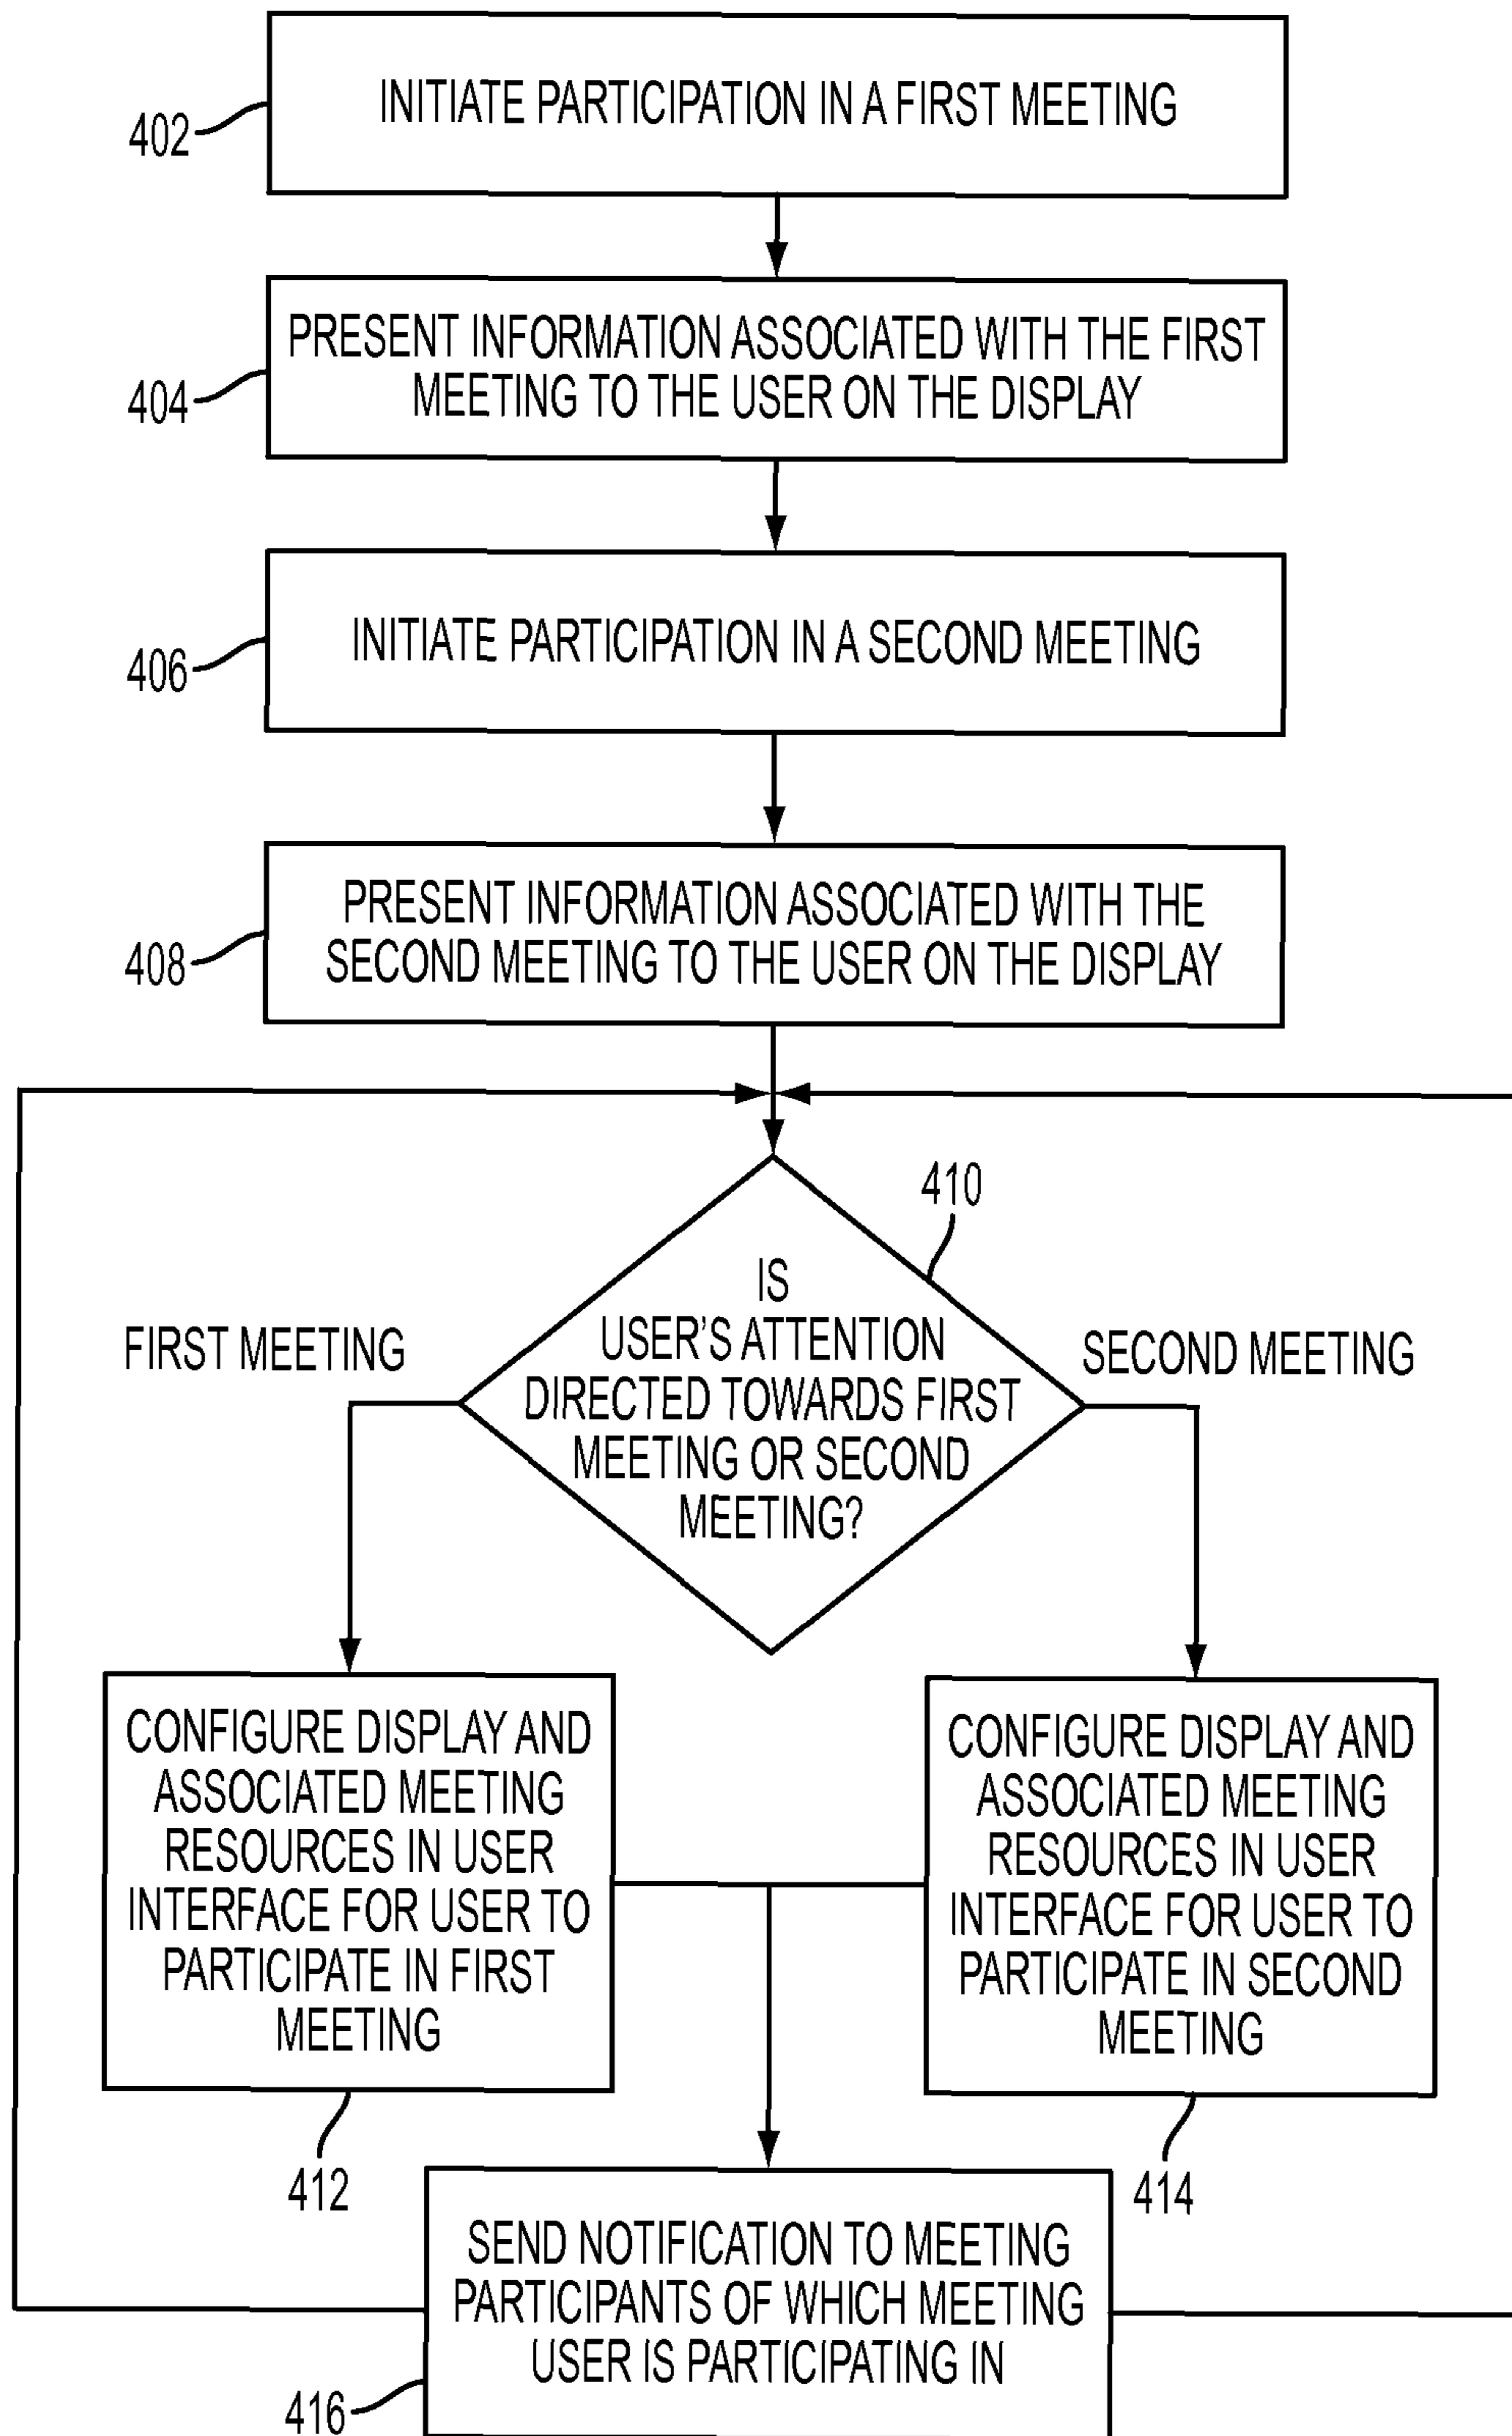 INITIATE PARTICIPATION IN A FIRST MEETING
402
PRESENT INFORMATION ASSOCIATED WITH THE FIRST
MEETING TO THE USER ON THE DISPLAY
404
INITIATE PARTICIPATION IN A SECOND MEETING
406
PRESENT INFORMATION ASSOCIATED WITH THE
SECOND MEETING TO THE USER ON THE DISPLAY
408
410
IS
USER'S ATTENTION
DIRECTED TOWARDS FIRST
MEETING OR SECOND
MEETING?
FIRST MEETING
SECOND MEETING
CONFIGURE DISPLAY AND
ASSOCIATED MEETING
RESOURCES IN USER
INTERFACE FOR USER TO
PARTICIPATE IN FIRST
MEETING
412
CONFIGURE DISPLAY AND
ASSOCIATED MEETING
RESOURCES IN USER
INTERFACE FOR USER TO
PARTICIPATE IN SECOND
MEETING
414
SEND NOTIFICATION TO MEETING
PARTICIPANTS OF WHICH MEETING
USER IS PARTICIPATING IN
416